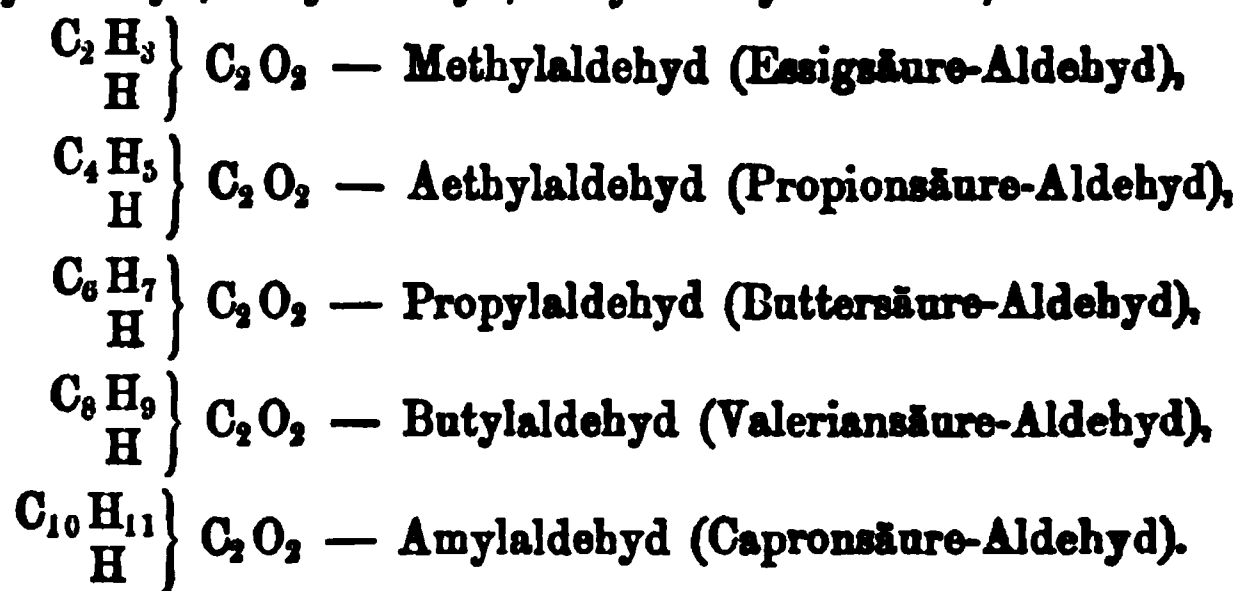 C₂H₃ } C₂O₂ — Methylaldehyd (Essigsäure-Aldehyd),
H
C₄H₅ } C₂O₂ — Aethylaldehyd (Propionsäure-Aldehyd),
H
C₆H₇ } C₂O₂ — Propylaldehyd (Buttersäure-Aldehyd),
H
C₈H₉ } C₂O₂ — Butylaldehyd (Valeriansäure-Aldehyd),
H
C₁₀H₁₁ } C₂O₂ — Amylaldehyd (Capronsäure-Aldehyd).
H